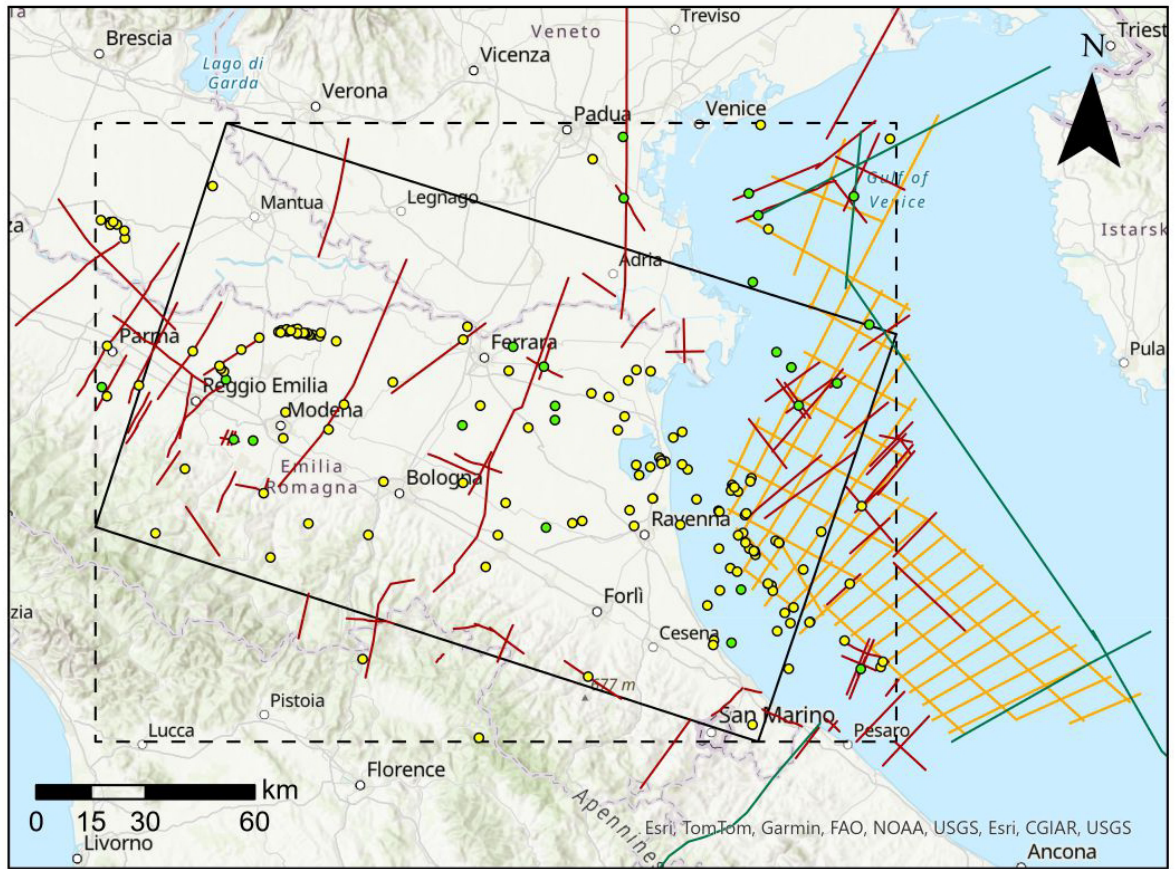 Treviso
Brescia
Veneto
Triest
N
Vicenza
Lago di
Garda
Verona
Padua
Venice
Gulf of
Venice
Mantua
Legnago
Istarsk
za
Adria
Parma
Ferrara
Pula
Reggio Emilia
Modena
Emilia
Romagna
Bologna
Ravenna
Forlì
zia
Cesena
677 m
Pistoia
San Marino
Lucca
Pesaro
Florence
km
0 15 30 60
Apennines
Esri, TomTom, Garmin, FAO, NOAA, USGS, Esri, CGIAR, USGS
Livorno
Ancona